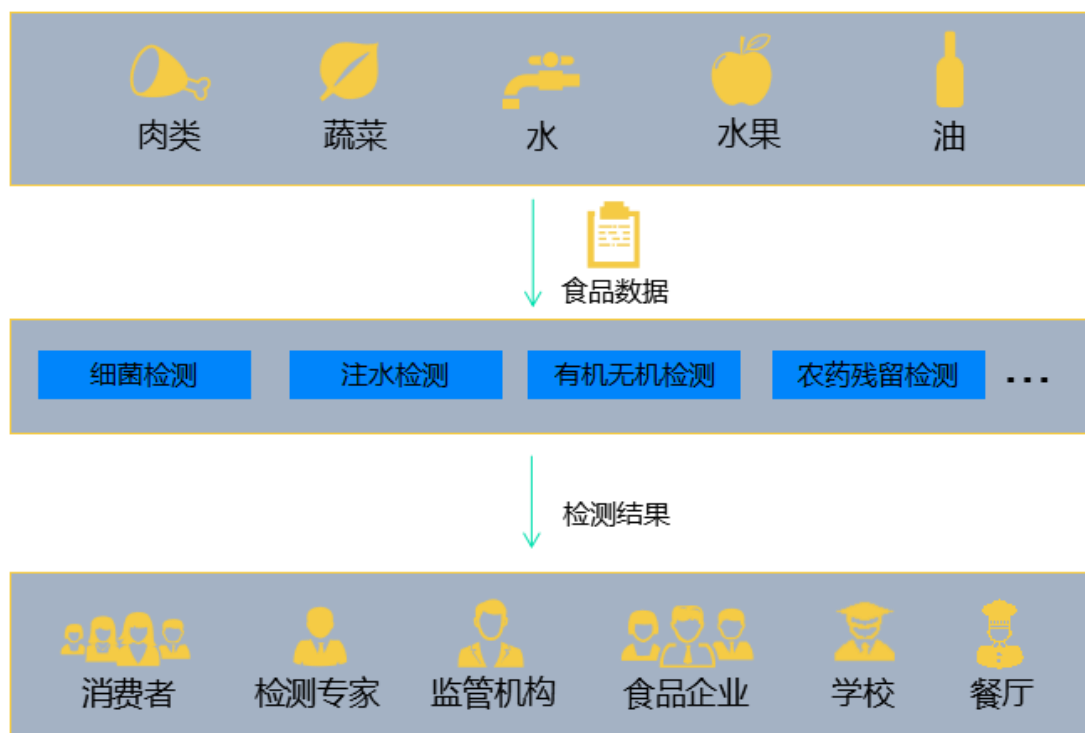 肉类 蔬菜 水 水果 油
食品数据
细菌检测 注水检测 有机无机检测 农药残留检测 ...
检测结果
消费者 检测专家 监管机构 食品企业 学校 餐厅